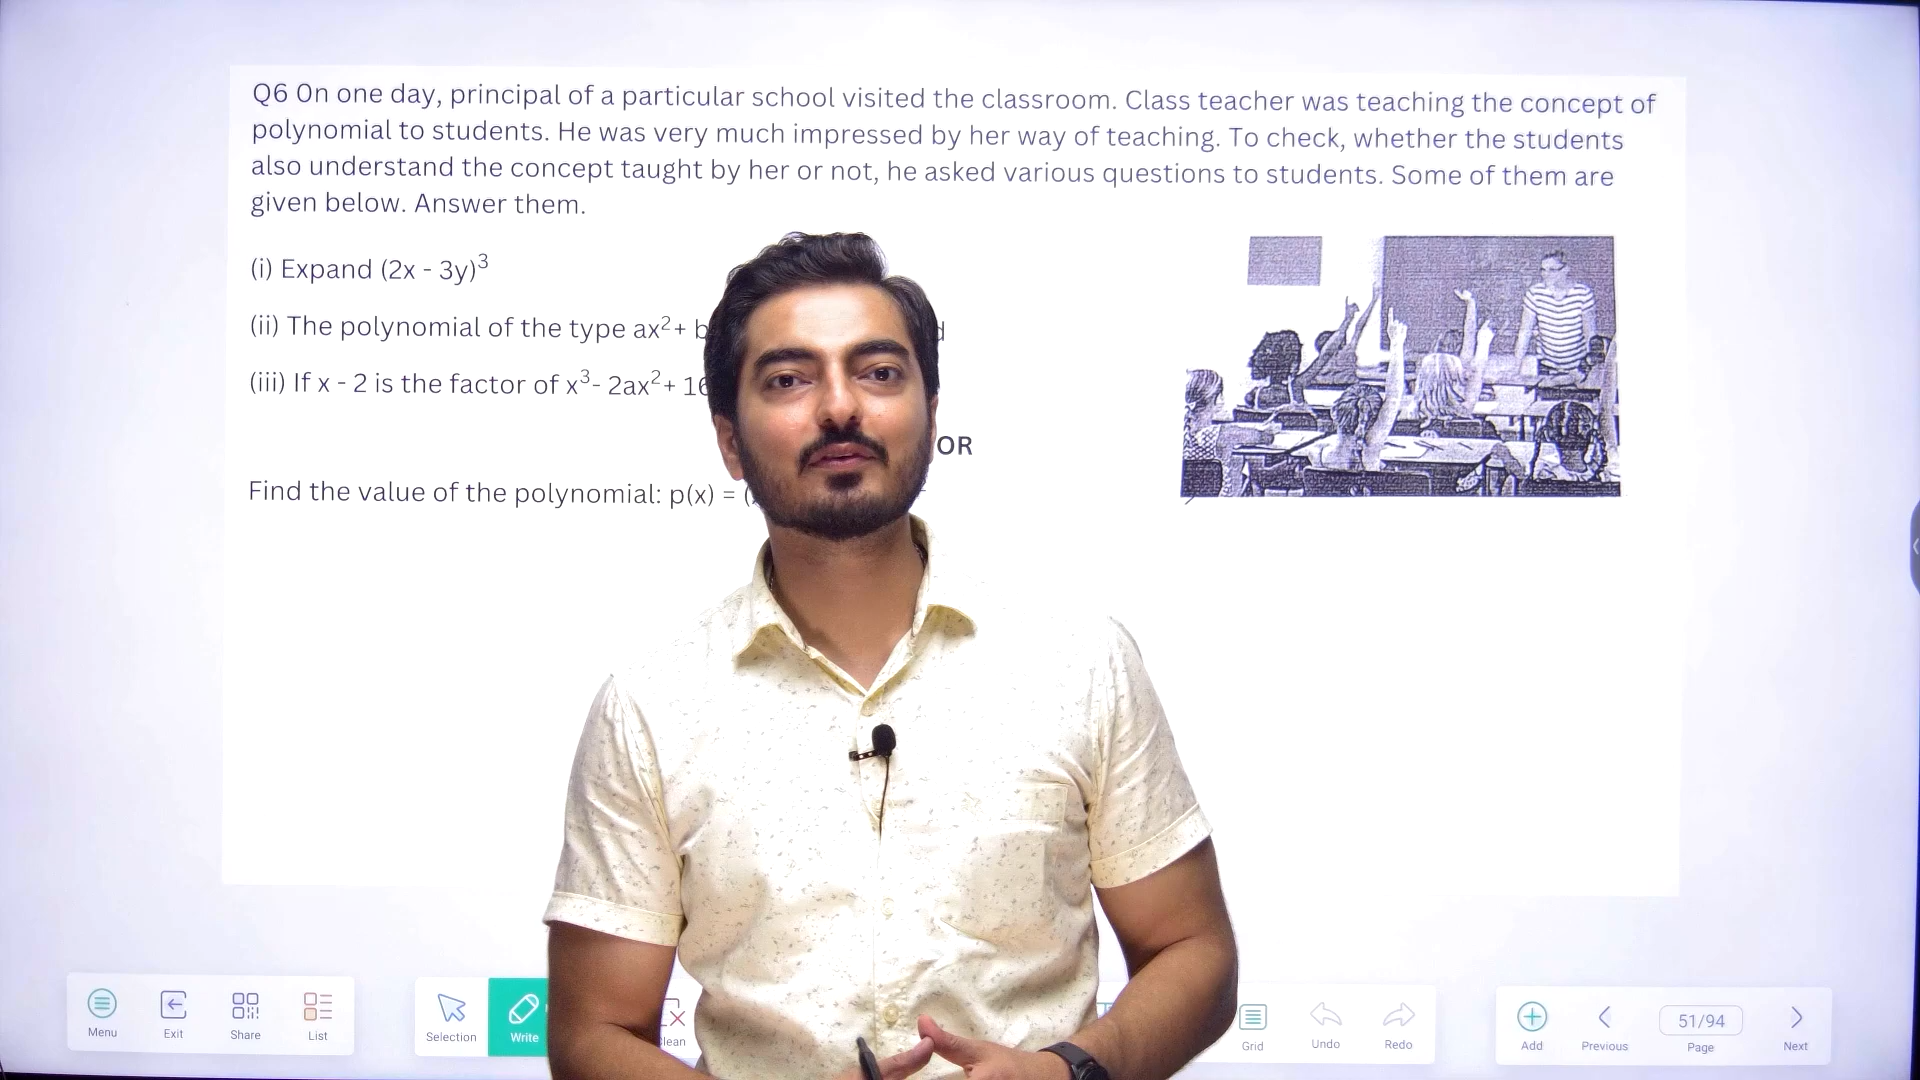 Q6 On one day, principal of a particular school visited the classroom. Class teacher was teaching the concept of
polynomial to students. He was very much impressed by her way of teaching. To check, whether the students
also understand the concept taught by her or not, he asked various questions to students. Some of them are
given below. Answer them.
(i) Expand (2x - 3y)³
(ii) The polynomial of the type ax² + b
(iii) If x - 2 is the factor of x³ - 2ax² + 16
OR
Find the value of the polynomial: p(x) = (
Menu
Exit
Share
List
Selection
Write
lean
Grid
Undo
Redo
Add
Previous
51/94
Page
Next